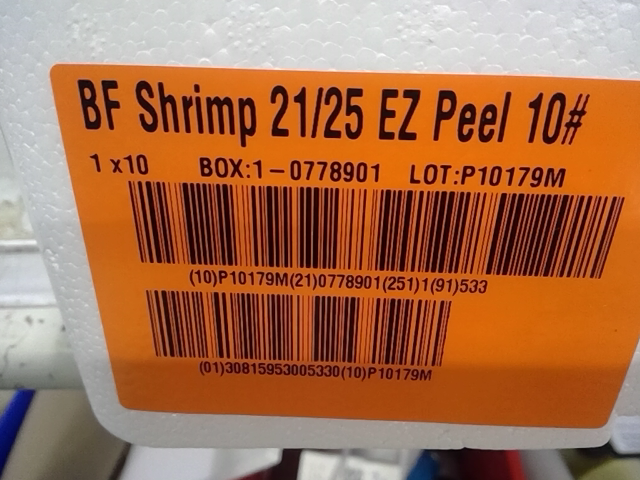 BF Shrimp 21/25 EZ Peel 10#
1 x10 BOX:1-0778901 LOT:P10179M
(10)P10179M(21)0778901(251)1(91)533
(01)30815953005330(10)P10179M